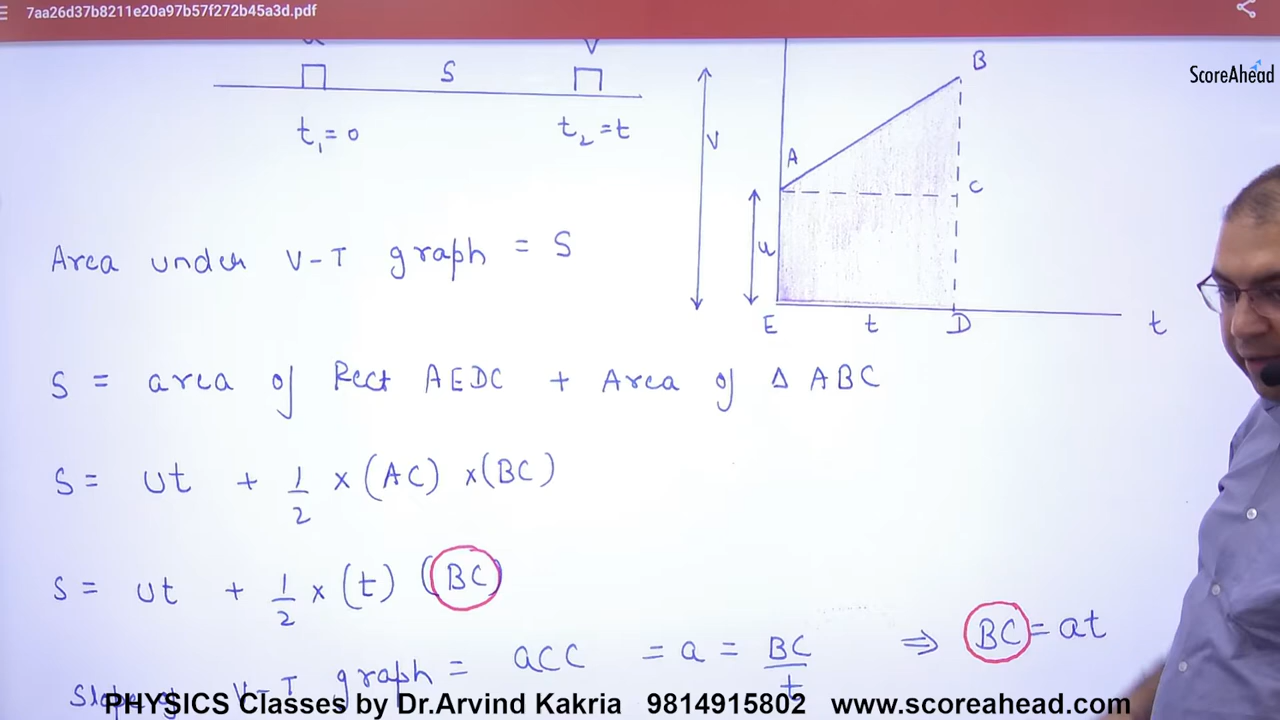 7aa26d37b8211e20a97b57f272b45a3d.pdf
ScoreAhead
S
V
t₁ = 0
t₂ = t
V
u
A
B
C
E
t
D
t
Area under V-T graph = S
S = area of Rect AEDC + Area of Δ ABC
S = ut + 1/2 × (AC) × (BC)
S = ut + 1/2 × (t) (BC)
V-T graph = acc = a = BC/t ⇒ BC = at
PHYSICS Classes by Dr.Arvind Kakria 9814915802 www.scoreahead.com